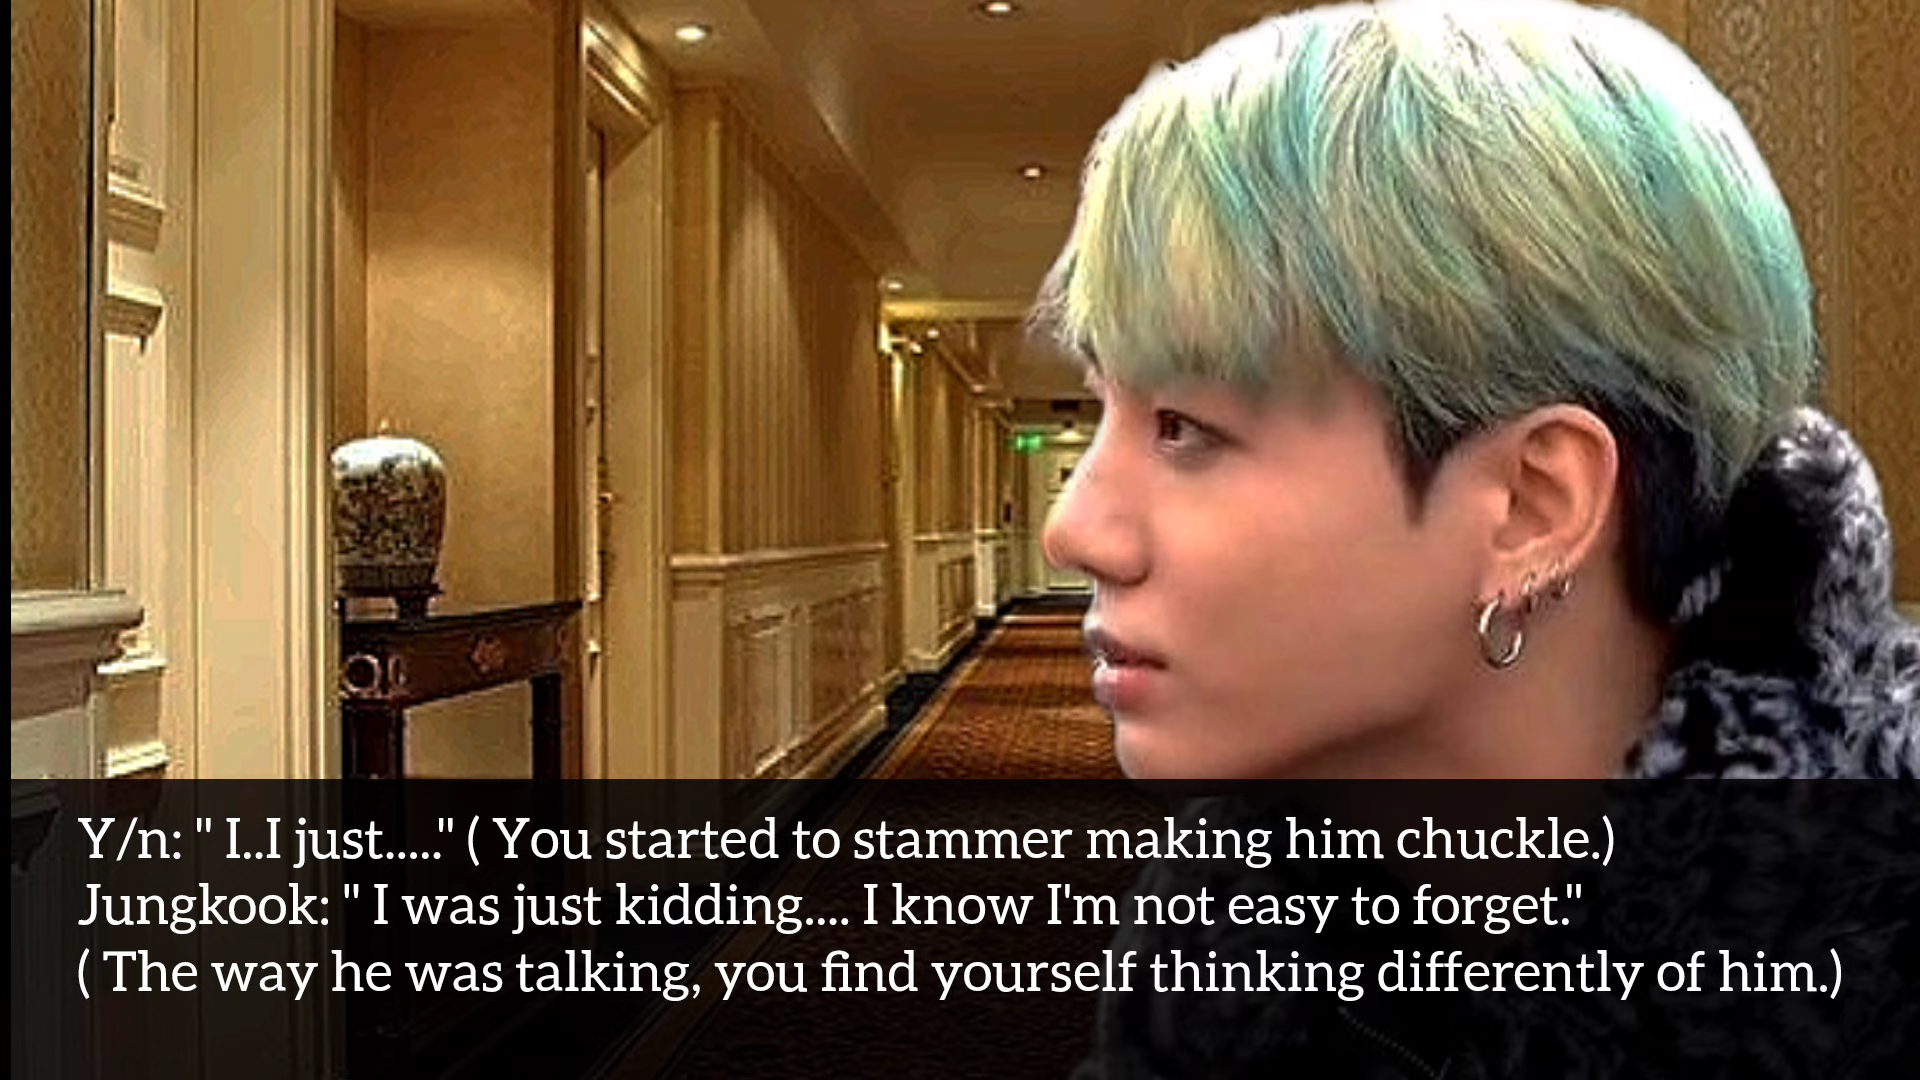 Y/n: " I..I just....." ( You started to stammer making him chuckle.)
Jungkook: " I was just kidding.... I know I'm not easy to forget."
( The way he was talking, you find yourself thinking differently of him.)